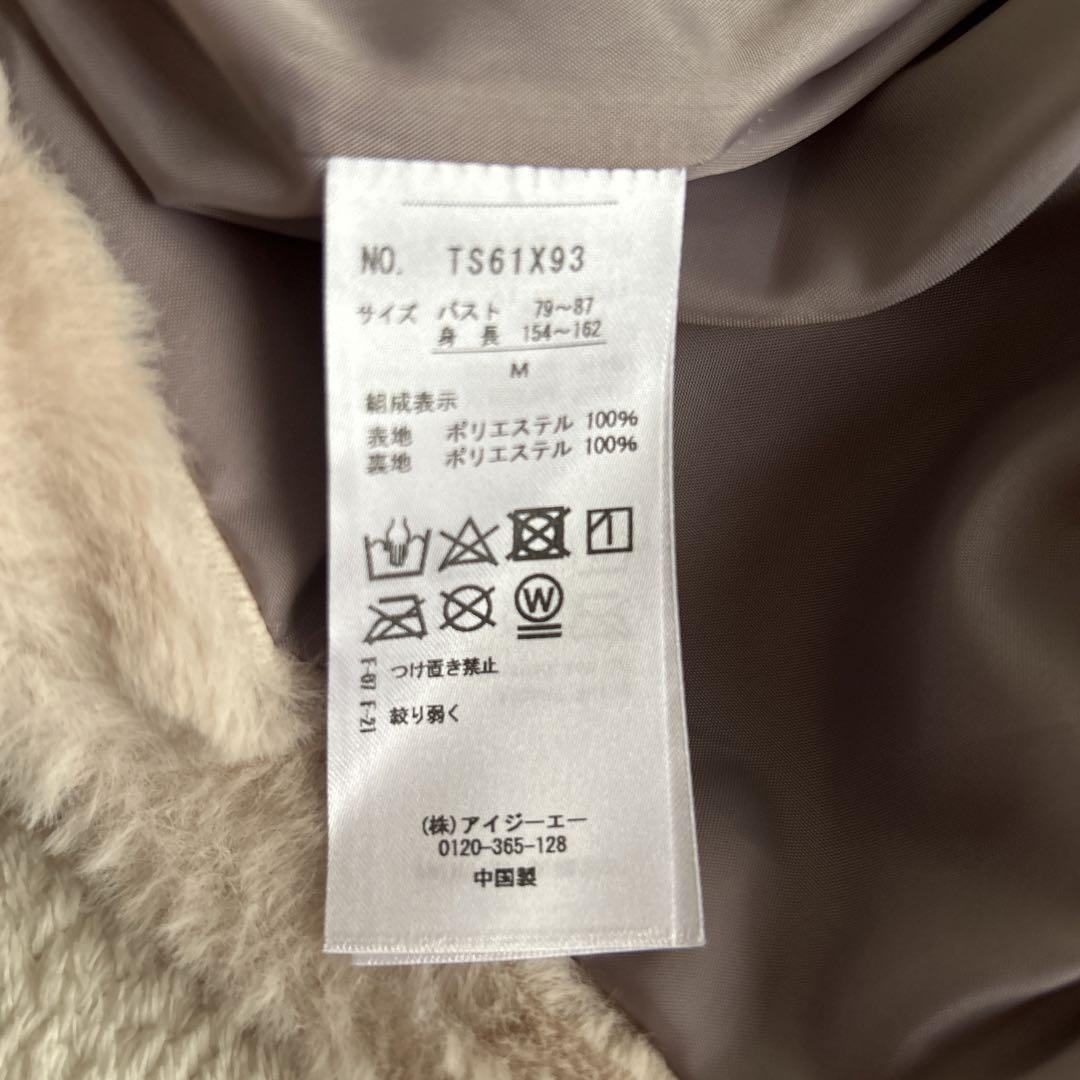 NO. TS61X93
サイズ バスト 79～87
身長 154～162
M
組成表示
表地 ポリエステル 100%
裏地 ポリエステル 100%
W
F-07 つけ置き禁止
F-21 絞り弱く
(株)アイジーエー
0120-365-128
中国製